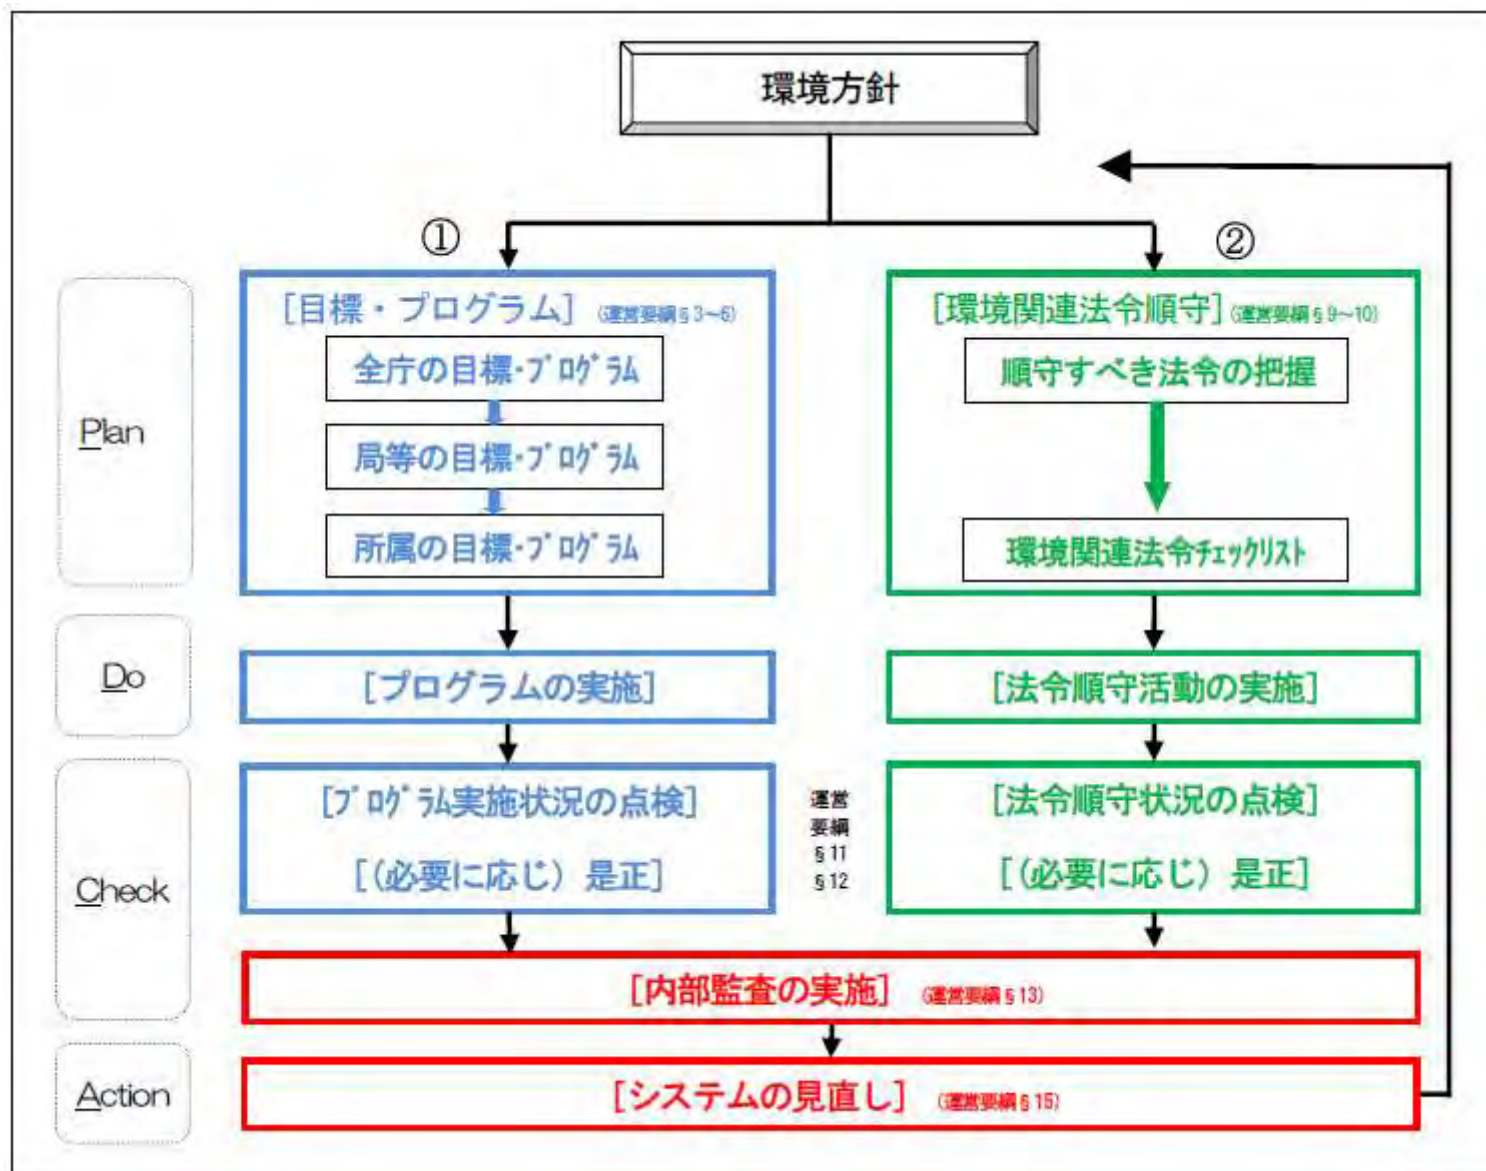 環境方針
①
②
Plan
[目標・プログラム] (運営要綱§3～6)
全庁の目標･ﾌﾟﾛｸﾞﾗﾑ
局等の目標･ﾌﾟﾛｸﾞﾗﾑ
所属の目標･ﾌﾟﾛｸﾞﾗﾑ
[環境関連法令順守] (運営要綱§9～10)
順守すべき法令の把握
環境関連法令ﾁｪｯｸﾘｽﾄ
Do
[プログラムの実施]
[法令順守活動の実施]
Check
[ﾌﾟﾛｸﾞﾗﾑ実施状況の点検]
[(必要に応じ) 是正]
運営
要綱
§11
§12
[法令順守状況の点検]
[(必要に応じ) 是正]
[内部監査の実施] (運営要綱§13)
Action
[システムの見直し] (運営要綱§15)